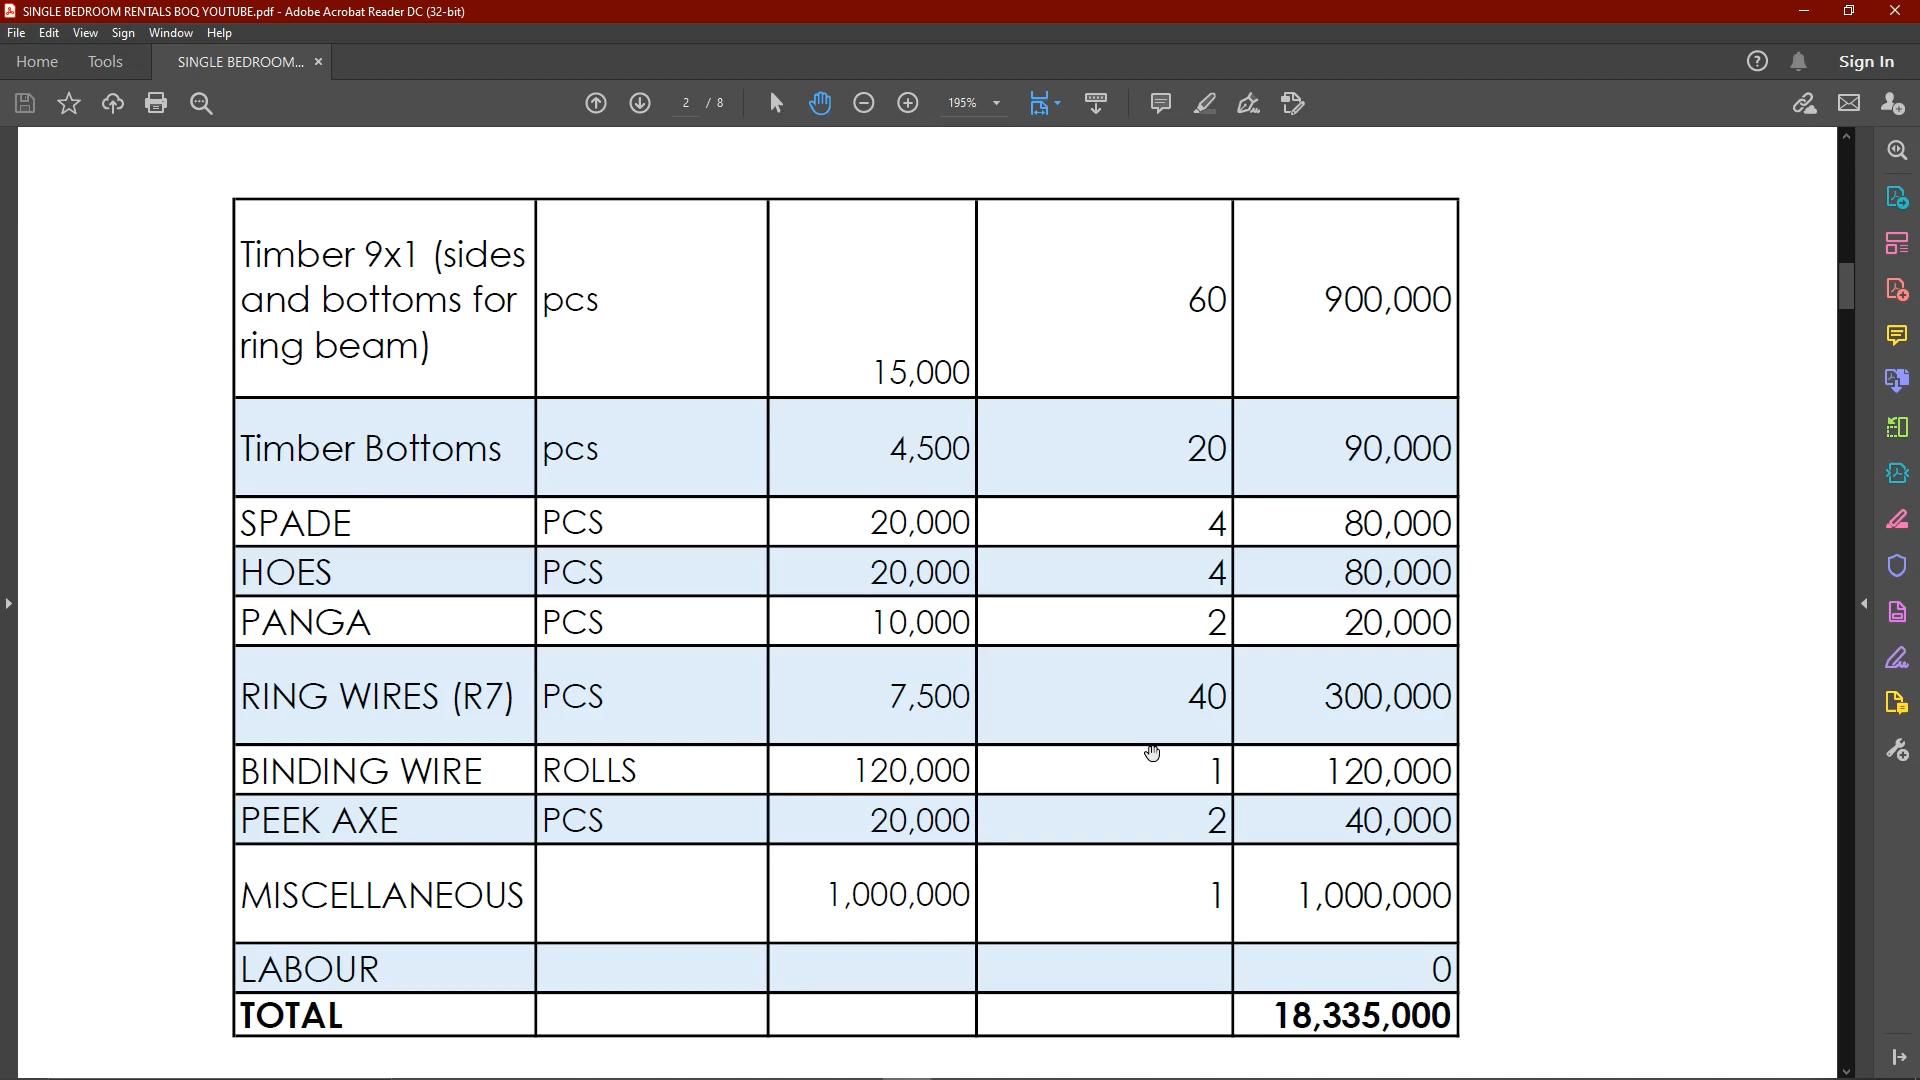 SINGLE BEDROOM RENTALS BOQ YOUTUBE.pdf - Adobe Acrobat Reader DC (32-bit)
File Edit View Sign Window Help
Home Tools SINGLE BEDROOM... × Sign In
2 / 8 195%
Timber 9x1 (sides
and bottoms for
ring beam) pcs 15,000 60 900,000
Timber Bottoms pcs 4,500 20 90,000
SPADE PCS 20,000 4 80,000
HOES PCS 20,000 4 80,000
PANGA PCS 10,000 2 20,000
RING WIRES (R7) PCS 7,500 40 300,000
BINDING WIRE ROLLS 120,000 1 120,000
PEEK AXE PCS 20,000 2 40,000
MISCELLANEOUS 1,000,000 1 1,000,000
LABOUR 0
TOTAL 18,335,000